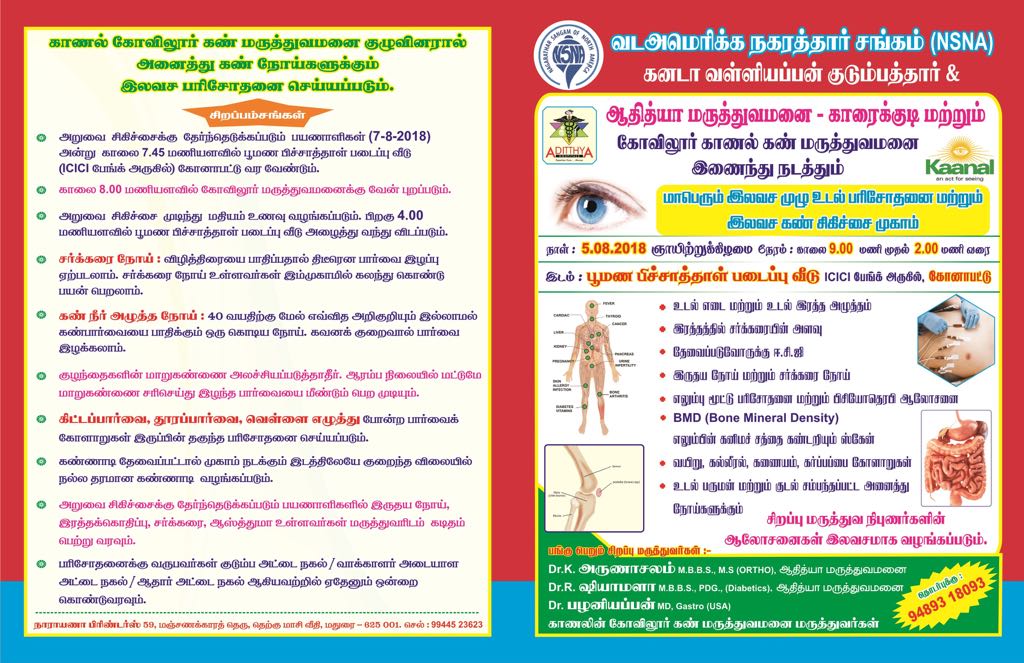 காணல் கோவிலூர் கண் மருத்துவமனை குழுவினரால்
அனைத்து கண் நோய்களுக்கும்
இலவச பரிசோதனை செய்யப்படும்.
சிறப்பம்சங்கள்
அறுவை சிகிச்சைக்கு தேர்ந்தெடுக்கப்படும் பயணாளிகள் (7-8-2018)
அன்று காலை 7.45 மணியளவில் பூமண பிச்சாத்தாள் படைப்பு வீடு
(ICICI பேங்க் அருகில்) கோனாபட்டு வர வேண்டும்.
காலை 8.00 மணியளவில் கோவிலூர் மருத்துவமனைக்கு வேன் புறப்படும்.
அறுவை சிகிச்சை முடிந்து மதியம் உணவு வழங்கப்படும். பிறகு 4.00
மணியளவில் பூமண பிச்சாத்தாள் படைப்பு வீடு அழைத்து வந்து விடப்படும்.
சர்க்கரை நோய் : விழித்திரையை பாதிப்பதால் திடீரென பார்வை இழப்பு
ஏற்படலாம். சர்க்கரை நோய் உள்ளவர்கள் இம்முகாமில் கலந்து கொண்டு
பயன் பெறலாம்.
கண் நீர் அழுத்த நோய் : 40 வயதிற்கு மேல் எவ்வித அறிகுறியும் இல்லாமல்
கண்பார்வையை பாதிக்கும் ஒரு கொடிய நோய். கவனக் குறைவால் பார்வை
இழக்கலாம்.
குழந்தைகளின் மாறுகண்ணை அலச்சியப்படுத்தாதீர். ஆரம்ப நிலையில் மட்டுமே
மாறுகண்ணை சரிசெய்து இழந்த பார்வையை மீண்டும் பெற முடியும்.
கிட்டப்பார்வை, தூரப்பார்வை, வெள்ளை எழுத்து போன்ற பார்வைக்
கோளாறுகள் இருப்பின் தகுந்த பரிசோதனை செய்யப்படும்.
கண்ணாடி தேவைப்பட்டால் முகாம் நடக்கும் இடத்திலேயே குறைந்த விலையில்
நல்ல தரமான கண்ணாடி வழங்கப்படும்.
அறுவை சிகிச்சைக்கு தேர்ந்தெடுக்கப்படும் பயணாளிகளில் இருதய நோய்,
இரத்தக்கொதிப்பு, சர்க்கரை, ஆஸ்த்துமா உள்ளவர்கள் மருத்துவரிடம் கடிதம்
பெற்று வரவும்.
பரிசோதனைக்கு வருபவர்கள் குடும்ப அட்டை நகல் / வாக்காளர் அடையாள
அட்டை நகல் / ஆதார் அட்டை நகல் ஆகியவற்றில் ஏதேனும் ஒன்றை
கொண்டுவரவும்.
நாராயணா பிரிண்டர்ஸ் 59, மஞ்சணக்காரத் தெரு, தெற்கு மாசி வீதி, மதுரை – 625 001. செல் : 99445 23623
NAGARATHAR SANGAM OF NORTH AMERICA
NSNA
வடஅமெரிக்க நகரத்தார் சங்கம் (NSNA)
கனடா வள்ளியப்பன் குடும்பத்தார் &
ADITTHYA
ஆதித்யா மருத்துவமனை - காரைக்குடி மற்றும்
கோவிலூர் காணல் கண் மருத்துவமனை
இணைந்து நடத்தும்
Kaanal
an act for seeing
மாபெரும் இலவச முழு உடல் பரிசோதனை மற்றும்
இலவச கண் சிகிச்சை முகாம்
நாள் : 5.08.2018 ஞாயிற்றுக்கிழமை நேரம் : காலை 9.00 மணி முதல் 2.00 மணி வரை
இடம் : பூமண பிச்சாத்தாள் படைப்பு வீடு ICICI பேங்க் அருகில், கோனாபட்டு
FEVER
CARDIAC
THYROID
CANCER
LIVER
KIDNEY
PANCREAS
PREGNANCY
URINE
INFERTILITY
SKIN
ALLERGY
INFECTION
BONE
ARTHRITIS
DIABETES
VITAMINS
உடல் எடை மற்றும் உடல் இரத்த அழுத்தம்
இரத்தத்தில் சர்க்கரையின் அளவு
தேவைப்படுவோருக்கு ஈ.சி.ஜி
இருதய நோய் மற்றும் சர்க்கரை நோய்
எலும்பு மூட்டு பரிசோதனை மற்றும் பிசியோதெரபி ஆலோசனை
BMD (Bone Mineral Density)
எலும்பின் கனிமச் சத்தை கண்டறியும் ஸ்கேன்
வயிறு, கல்லீரல், கணையம், கர்ப்பப்பை கோளாறுகள்
உடல் பருமன் மற்றும் குடல் சம்பந்தப்பட்ட அனைத்து
நோய்களுக்கும்
சிறப்பு மருத்துவ நிபுணர்களின்
ஆலோசனைகள் இலவசமாக வழங்கப்படும்.
பங்கு பெறும் சிறப்பு மருத்துவர்கள் :-
Dr.K. அருணாசலம் M.B.B.S., M.S (ORTHO), ஆதித்யா மருத்துவமனை
Dr.R. ஷியாமளா M.B.B.S., PDG., (Diabetics), ஆதித்யா மருத்துவமனை
Dr. பழனியப்பன் MD, Gastro (USA)
காணலின் கோவிலூர் கண் மருத்துவமனை மருத்துவர்கள்
தொடர்புக்கு :
94893 18093